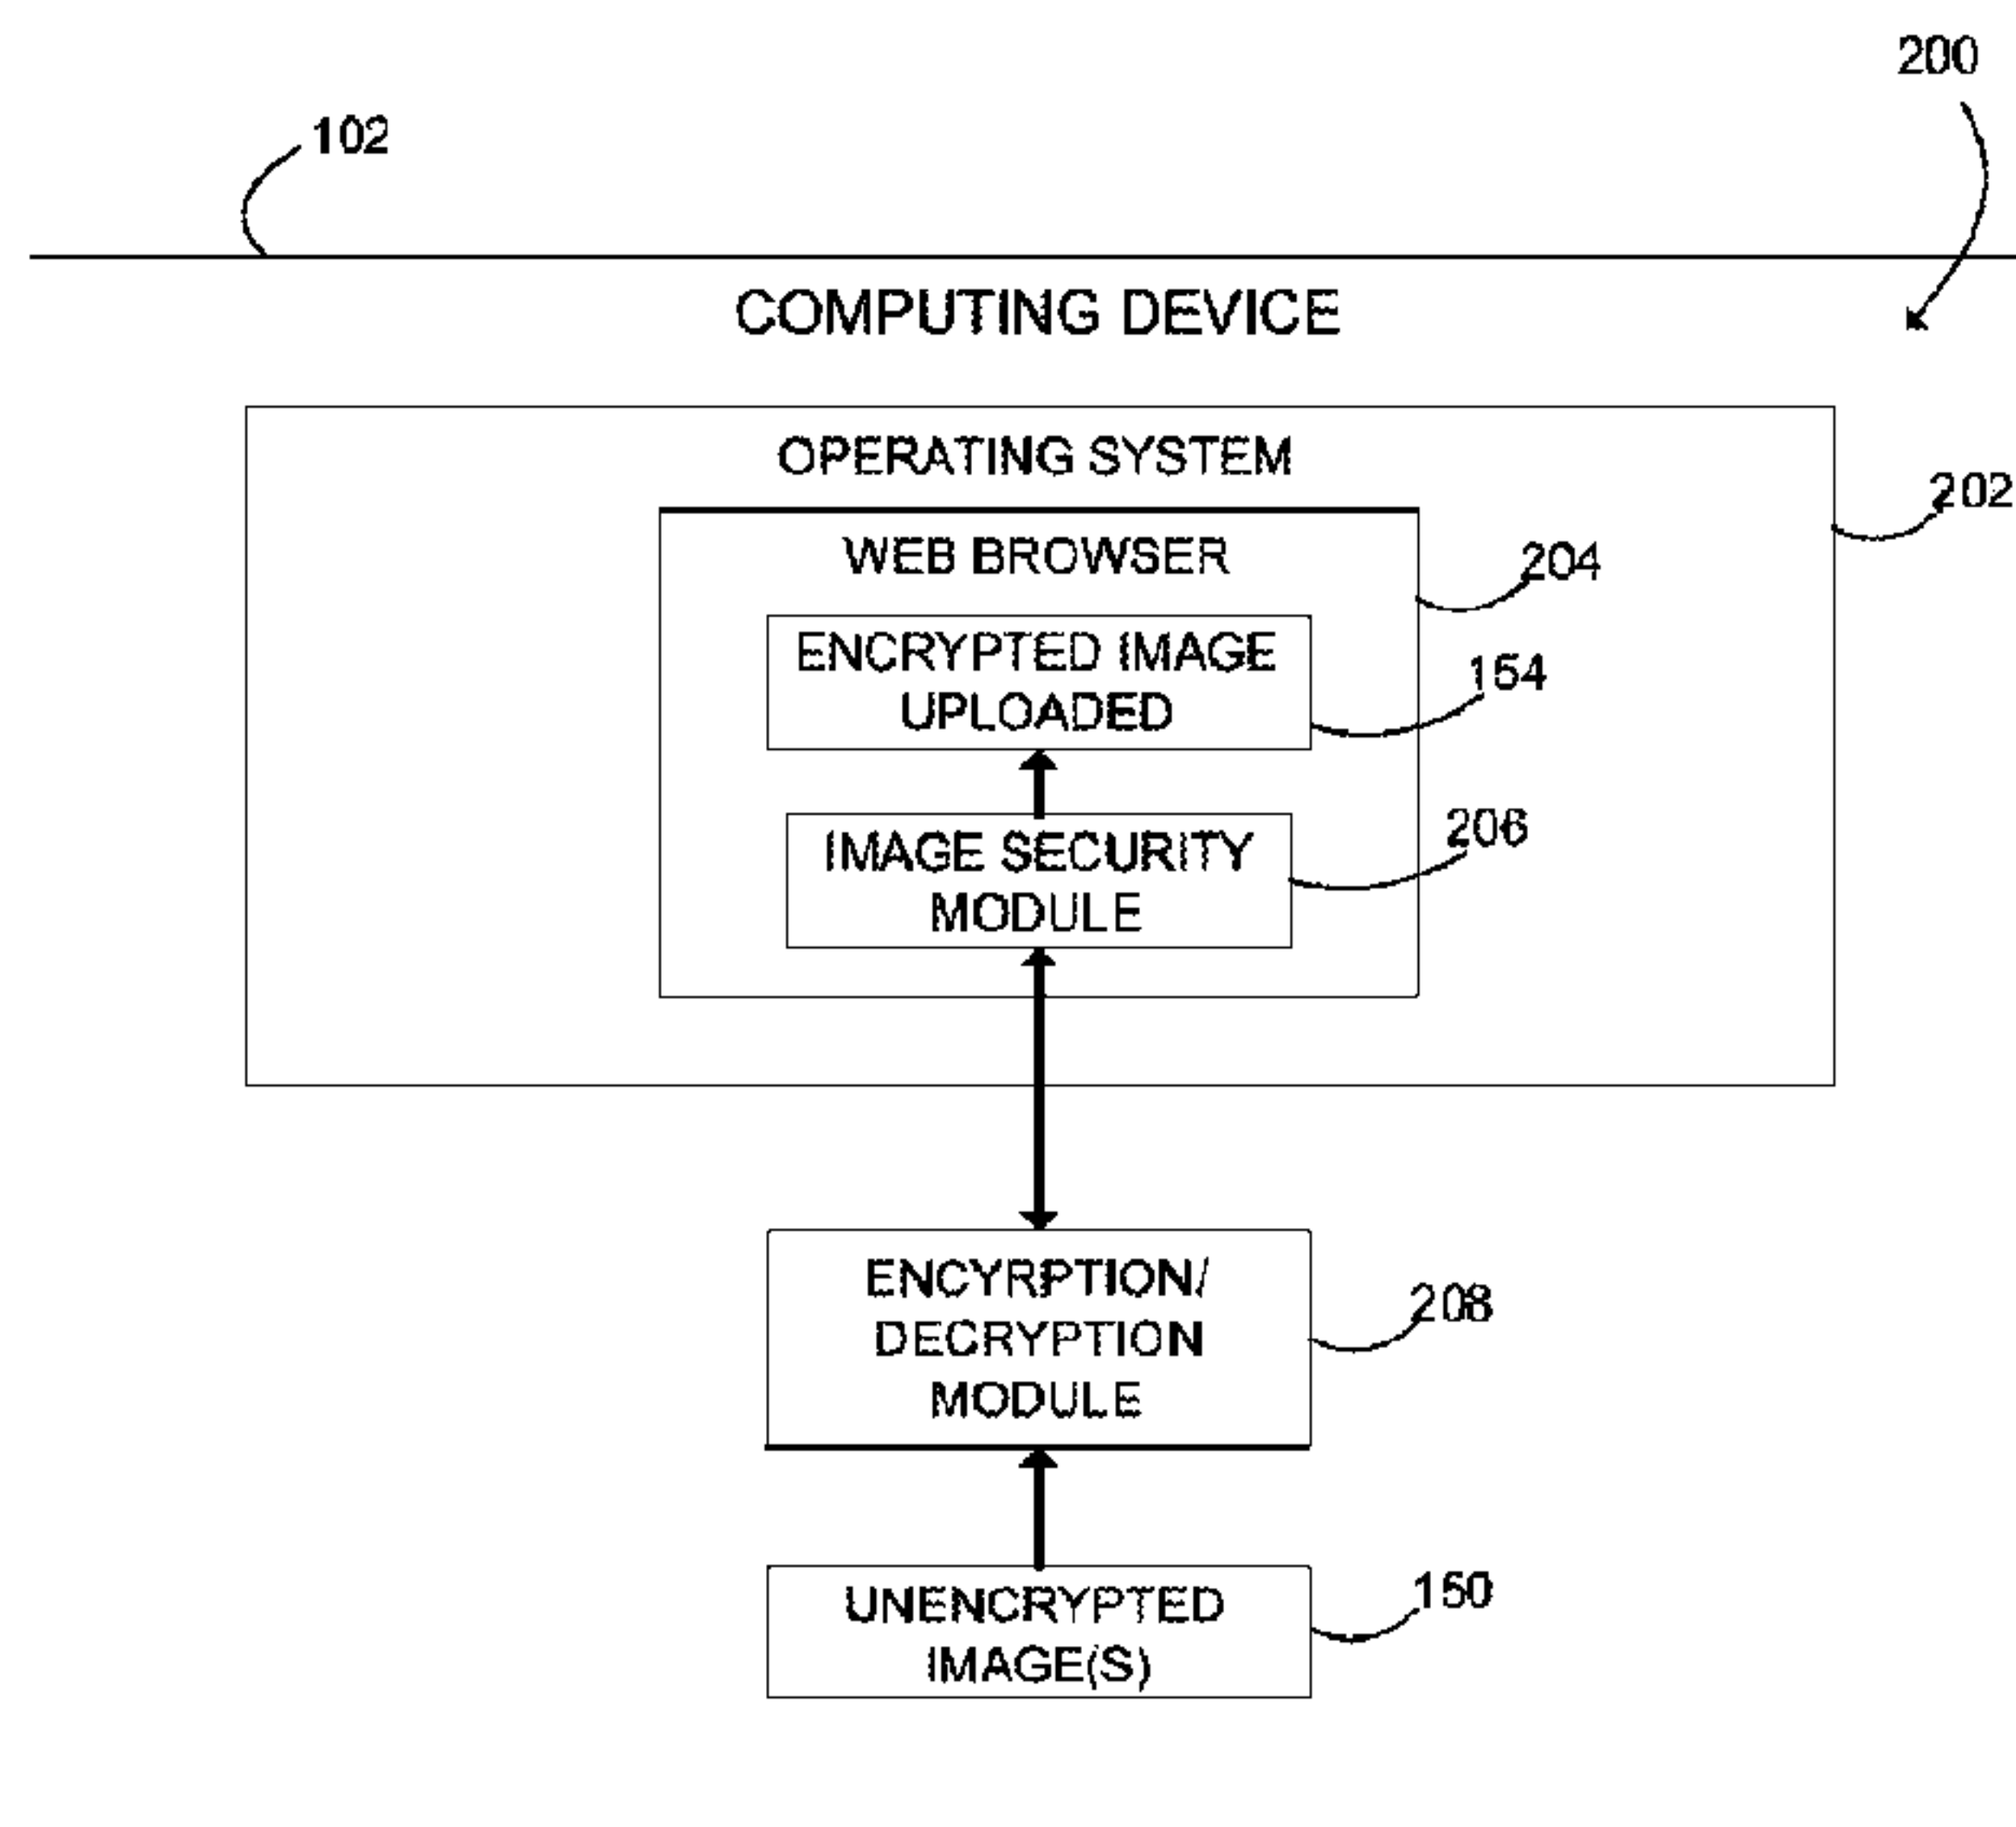 200
102
COMPUTING DEVICE
OPERATING SYSTEM
202
WEB BROWSER
204
ENCRYPTED IMAGE
UPLOADED
154
IMAGE SECURITY
MODULE
206
ENCYRPTION/
DECRYPTION
MODULE
208
UNENCRYPTED
IMAGE(S)
150